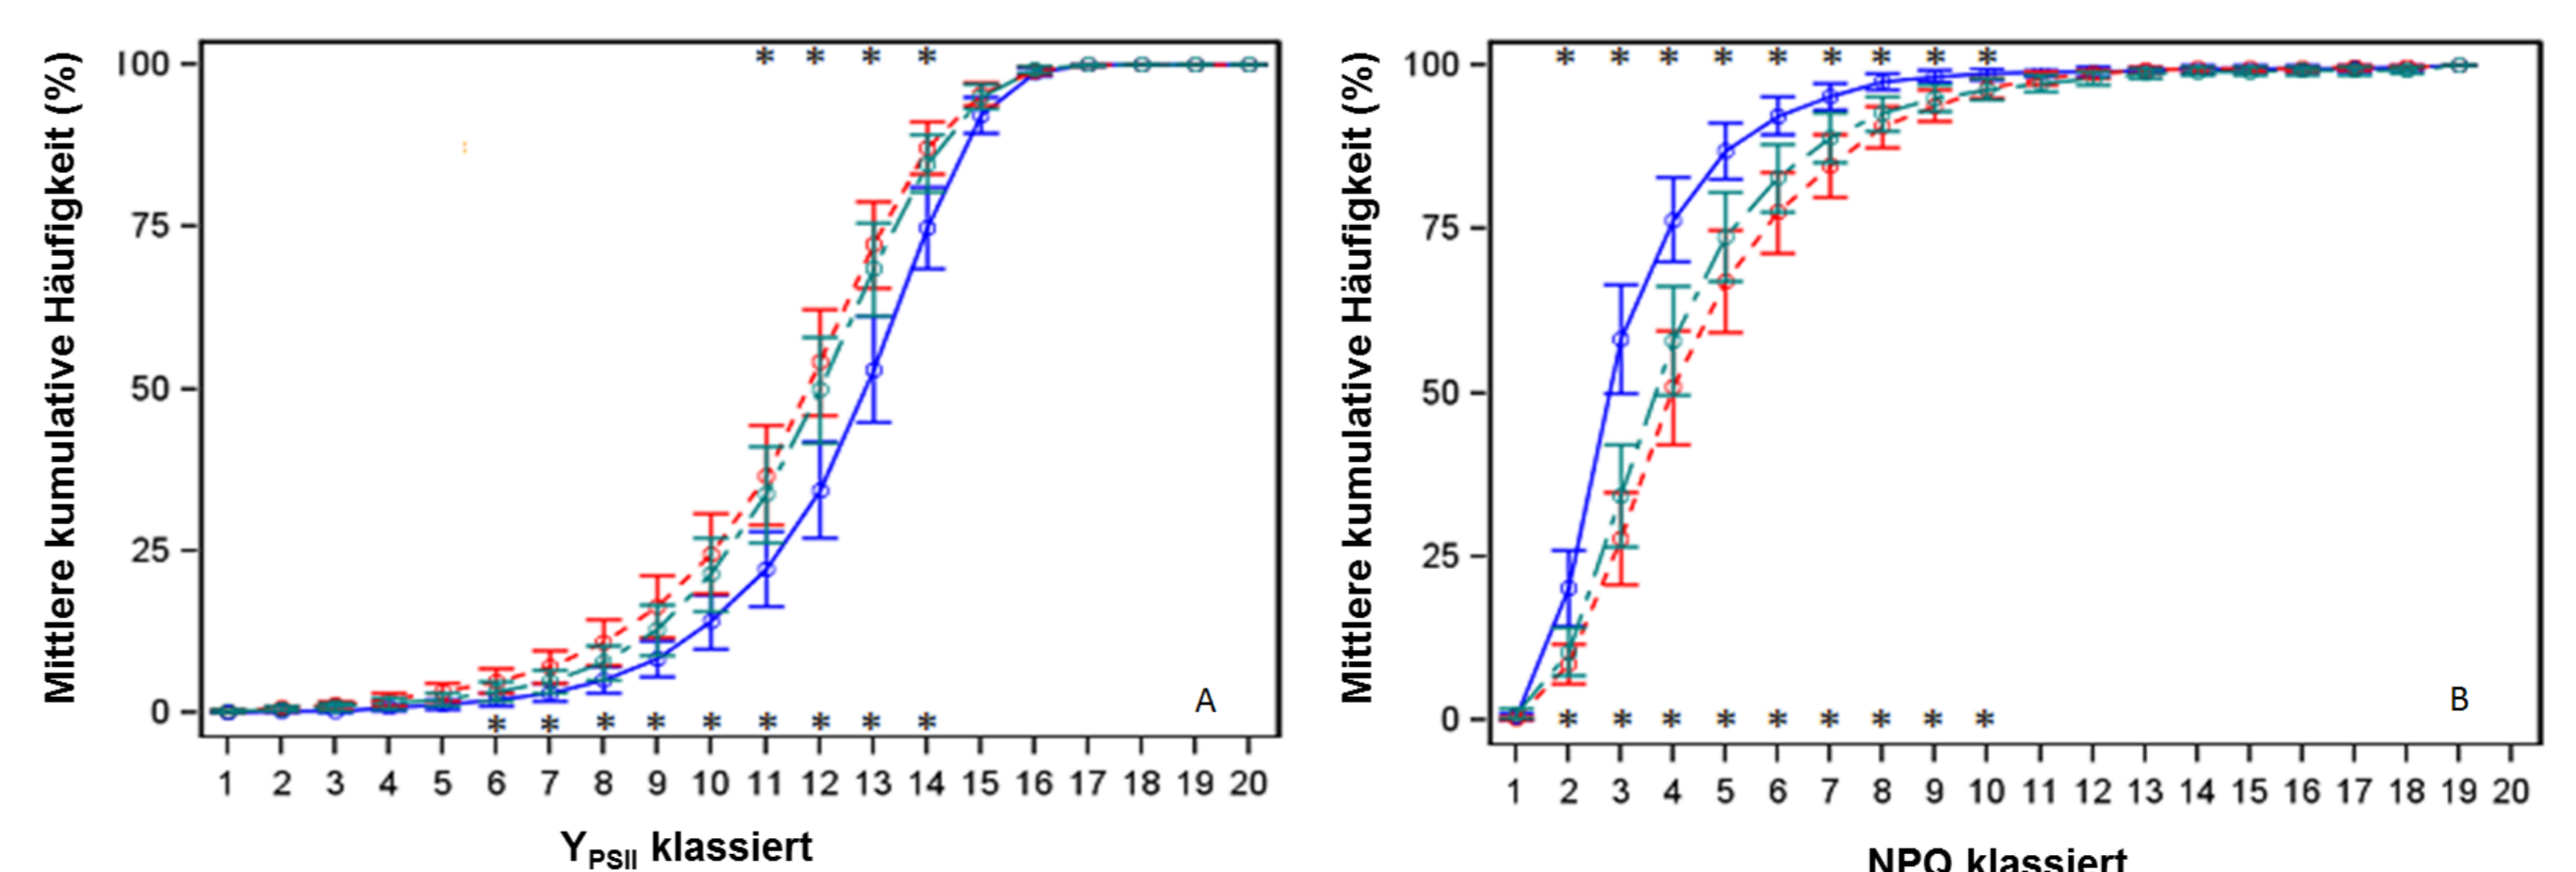 Mittlere kumulative Häufigkeit (%)
100
75
50
25
0
* * * *
* * * * * * * * *
A
1 2 3 4 5 6 7 8 9 10 11 12 13 14 15 16 17 18 19 20
YPSII klassiert
Mittlere kumulative Häufigkeit (%)
100
75
50
25
0
* * * * * * * * *
* * * * * * * * *
B
1 2 3 4 5 6 7 8 9 10 11 12 13 14 15 16 17 18 19 20
NPQ klassiert